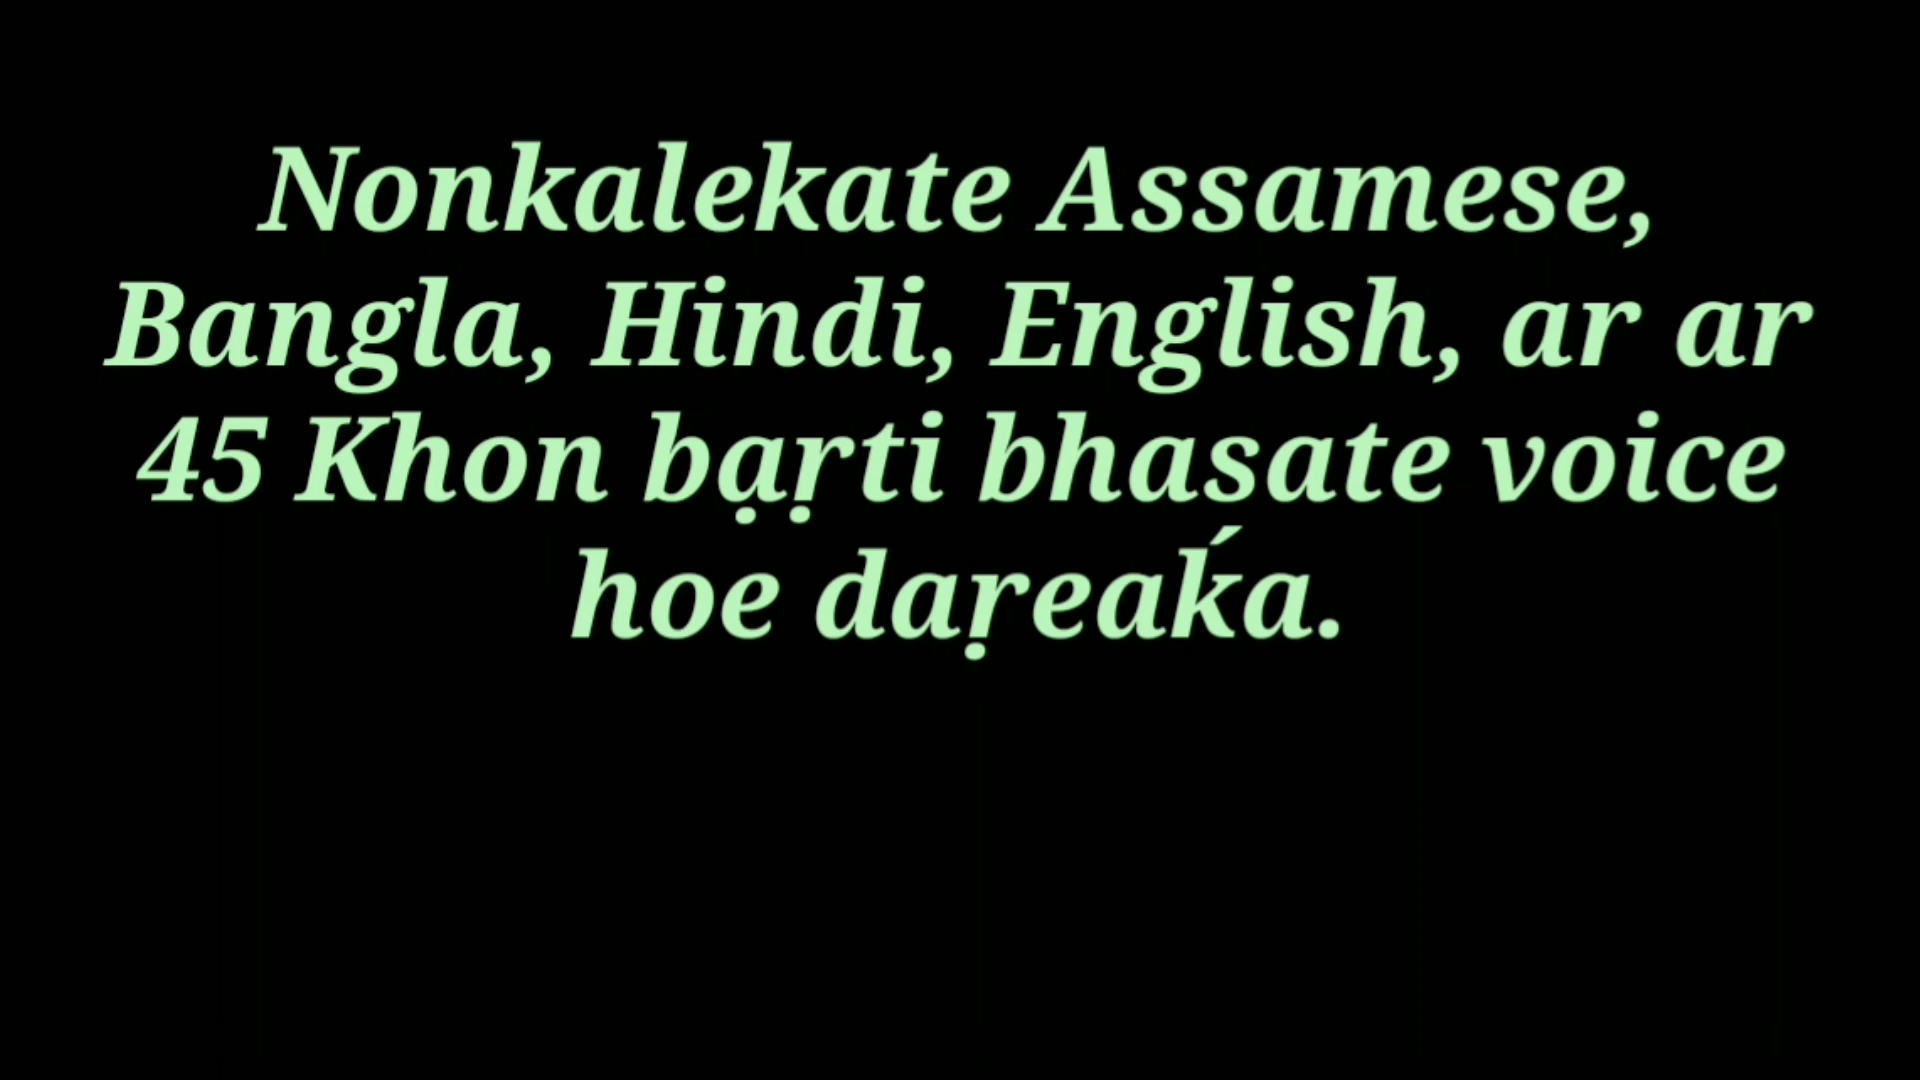 Nonkalekate Assamese,
Bangla, Hindi, English, ar ar
45 Khon bạṛti bhasate voice
hoe daṛeaḱa.